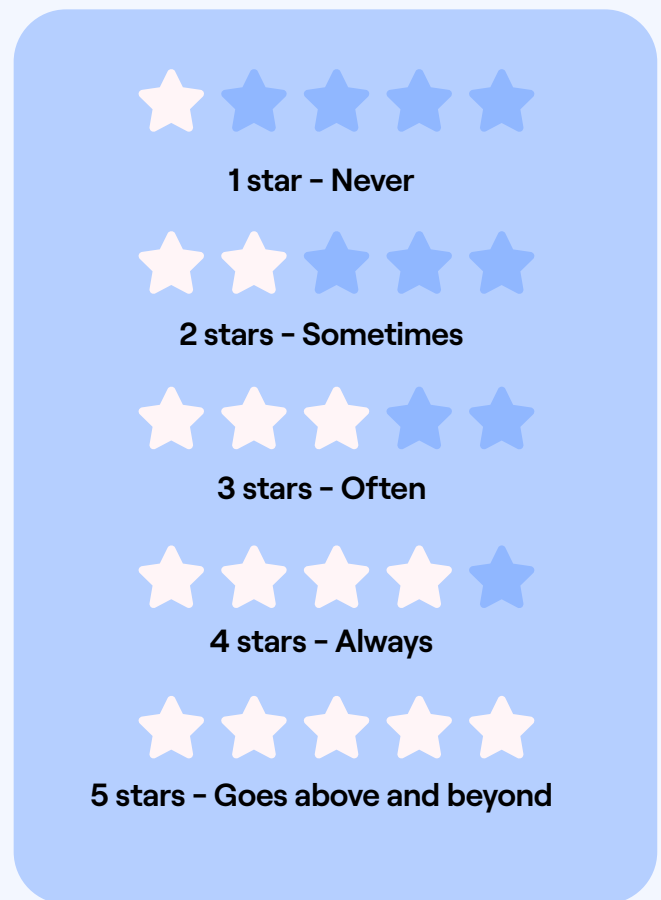 1 star - Never
2 stars - Sometimes
3 stars - Often
4 stars - Always
5 stars - Goes above and beyond